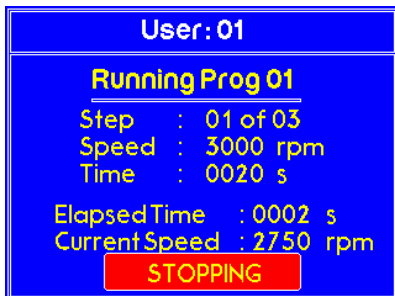 User: 01
Running Prog 01
Step : 01 of 03
Speed : 3000 rpm
Time : 0020 s
Elapsed Time : 0002 s
Current Speed : 2750 rpm
STOPPING